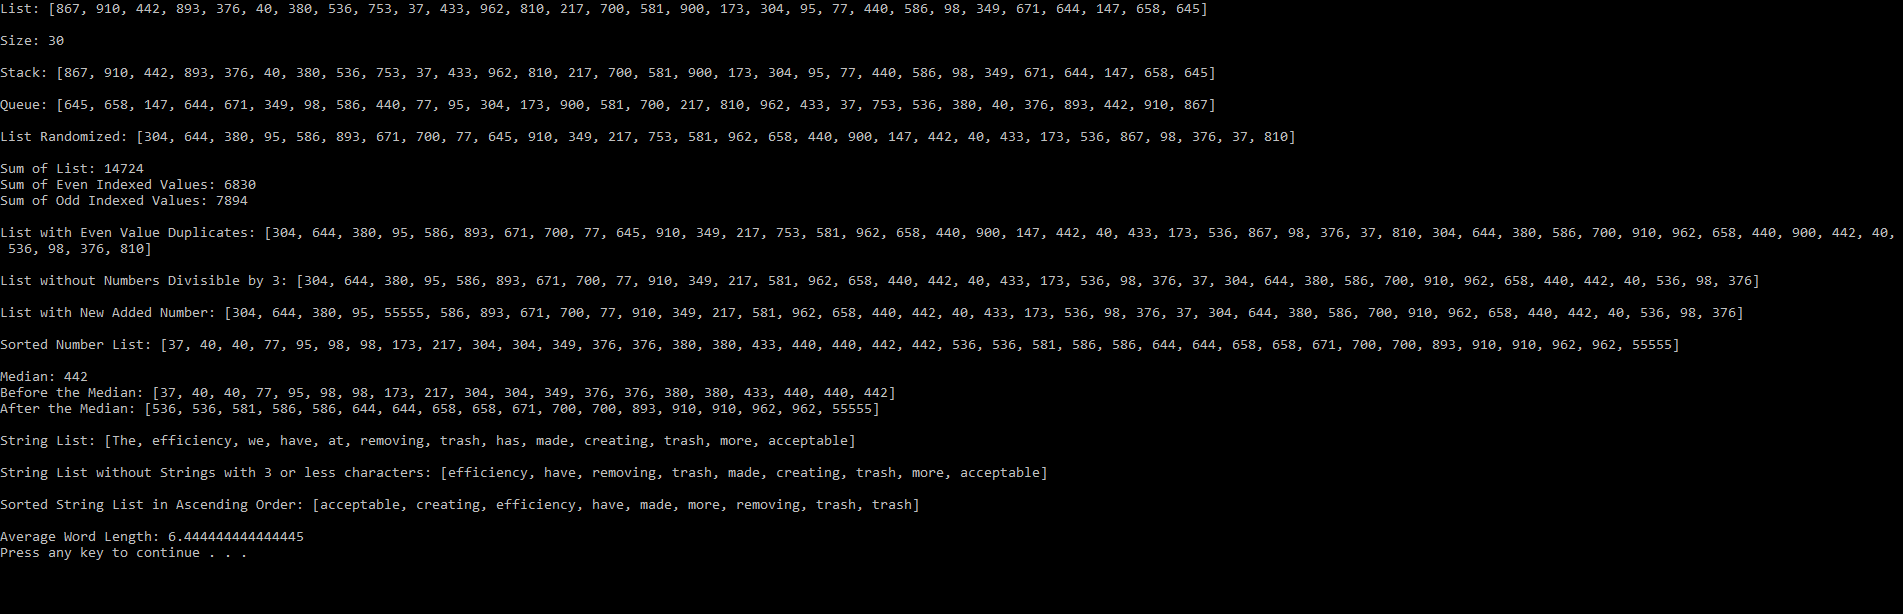 List: [867, 910, 442, 893, 376, 40, 380, 536, 753, 37, 433, 962, 810, 217, 700, 581, 900, 173, 304, 95, 77, 440, 586, 98, 349, 671, 644, 147, 658, 645]
Size: 30
Stack: [867, 910, 442, 893, 376, 40, 380, 536, 753, 37, 433, 962, 810, 217, 700, 581, 900, 173, 304, 95, 77, 440, 586, 98, 349, 671, 644, 147, 658, 645]
Queue: [645, 658, 147, 644, 671, 349, 98, 586, 440, 77, 95, 304, 173, 900, 581, 700, 217, 810, 962, 433, 37, 753, 536, 380, 40, 376, 893, 442, 910, 867]
List Randomized: [304, 644, 380, 95, 586, 893, 671, 700, 77, 645, 910, 349, 217, 753, 581, 962, 658, 440, 900, 147, 442, 40, 433, 173, 536, 867, 98, 376, 37, 810]
Sum of List: 14724
Sum of Even Indexed Values: 6830
Sum of Odd Indexed Values: 7894
List with Even Value Duplicates: [304, 644, 380, 95, 586, 893, 671, 700, 77, 645, 910, 349, 217, 753, 581, 962, 658, 440, 900, 147, 442, 40, 433, 173, 536, 867, 98, 376, 37, 810, 304, 644, 380, 586, 700, 910, 962, 658, 440, 900, 442, 40,
536, 98, 376, 810]
List without Numbers Divisible by 3: [304, 644, 380, 95, 586, 893, 671, 700, 77, 910, 349, 217, 581, 962, 658, 440, 442, 40, 433, 173, 536, 98, 376, 37, 304, 644, 380, 586, 700, 910, 962, 658, 440, 442, 40, 536, 98, 376]
List with New Added Number: [304, 644, 380, 95, 55555, 586, 893, 671, 700, 77, 910, 349, 217, 581, 962, 658, 440, 442, 40, 433, 173, 536, 98, 376, 37, 304, 644, 380, 586, 700, 910, 962, 658, 440, 442, 40, 536, 98, 376]
Sorted Number List: [37, 40, 40, 77, 95, 98, 98, 173, 217, 304, 304, 349, 376, 376, 380, 380, 433, 440, 440, 442, 442, 536, 536, 581, 586, 586, 644, 644, 658, 658, 671, 700, 700, 893, 910, 910, 962, 962, 55555]
Median: 442
Before the Median: [37, 40, 40, 77, 95, 98, 98, 173, 217, 304, 304, 349, 376, 376, 380, 380, 433, 440, 440, 442]
After the Median: [536, 536, 581, 586, 586, 644, 644, 658, 658, 671, 700, 700, 893, 910, 910, 962, 962, 55555]
String List: [The, efficiency, we, have, at, removing, trash, has, made, creating, trash, more, acceptable]
String List without Strings with 3 or less characters: [efficiency, have, removing, trash, made, creating, trash, more, acceptable]
Sorted String List in Ascending Order: [acceptable, creating, efficiency, have, made, more, removing, trash, trash]
Average Word Length: 6.444444444444445
Press any key to continue . . .